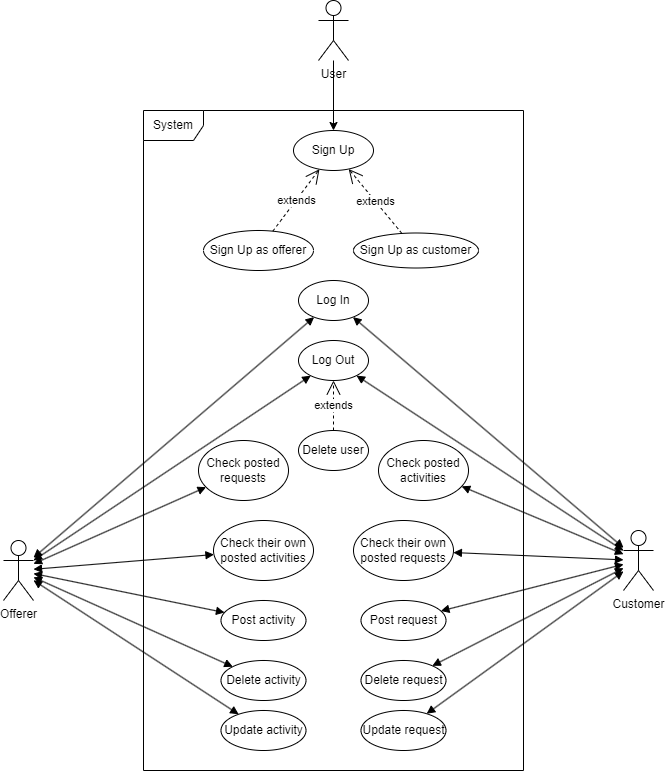 User
System
Sign Up
extends
extends
Sign Up as offerer
Sign Up as customer
Log In
Log Out
extends
Delete user
Check posted
requests
Check posted
activities
Check their own
posted activities
Check their own
posted requests
Offerer
Customer
Post activity
Post request
Delete activity
Delete request
Update activity
Update request